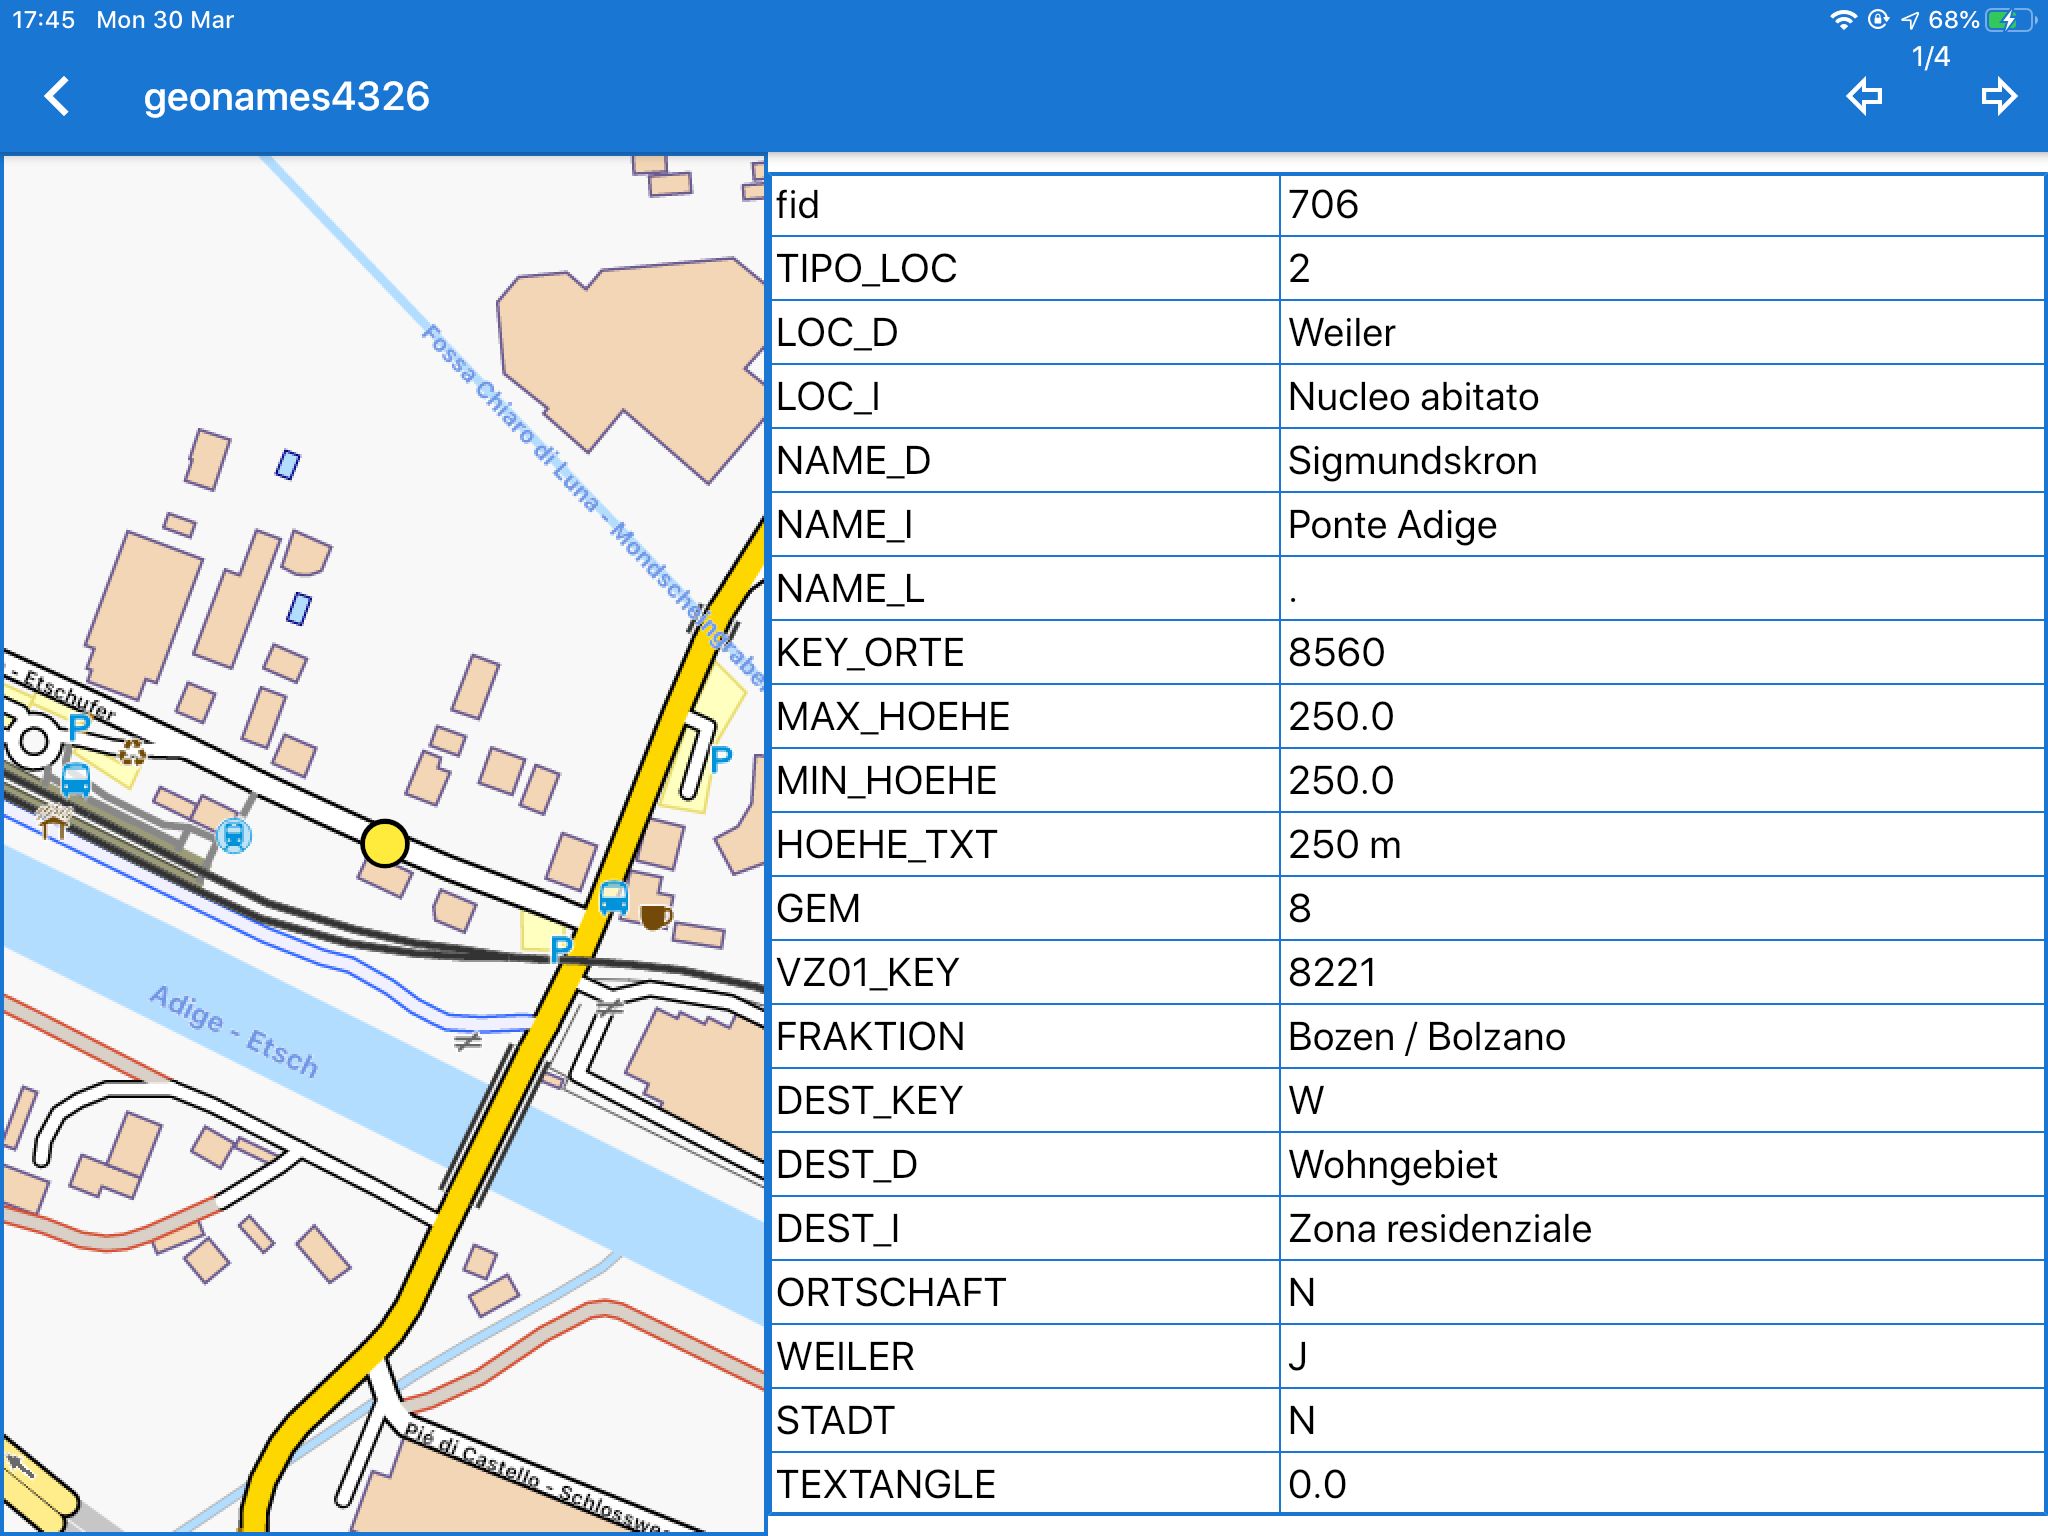 17:45 Mon 30 Mar
68%
1/4
geonames4326
Fossa Chiaro di Luna - Mondscheingraben
- Etschufer
P
P
P
Adige - Etsch
Pié di Castello -
fid 706
TIPO_LOC 2
LOC_D Weiler
LOC_I Nucleo abitato
NAME_D Sigmundskron
NAME_I Ponte Adige
NAME_L .
KEY_ORTE 8560
MAX_HOEHE 250.0
MIN_HOEHE 250.0
HOEHE_TXT 250 m
GEM 8
VZ01_KEY 8221
FRAKTION Bozen / Bolzano
DEST_KEY W
DEST_D Wohngebiet
DEST_I Zona residenziale
ORTSCHAFT N
WEILER J
STADT N
TEXTANGLE 0.0